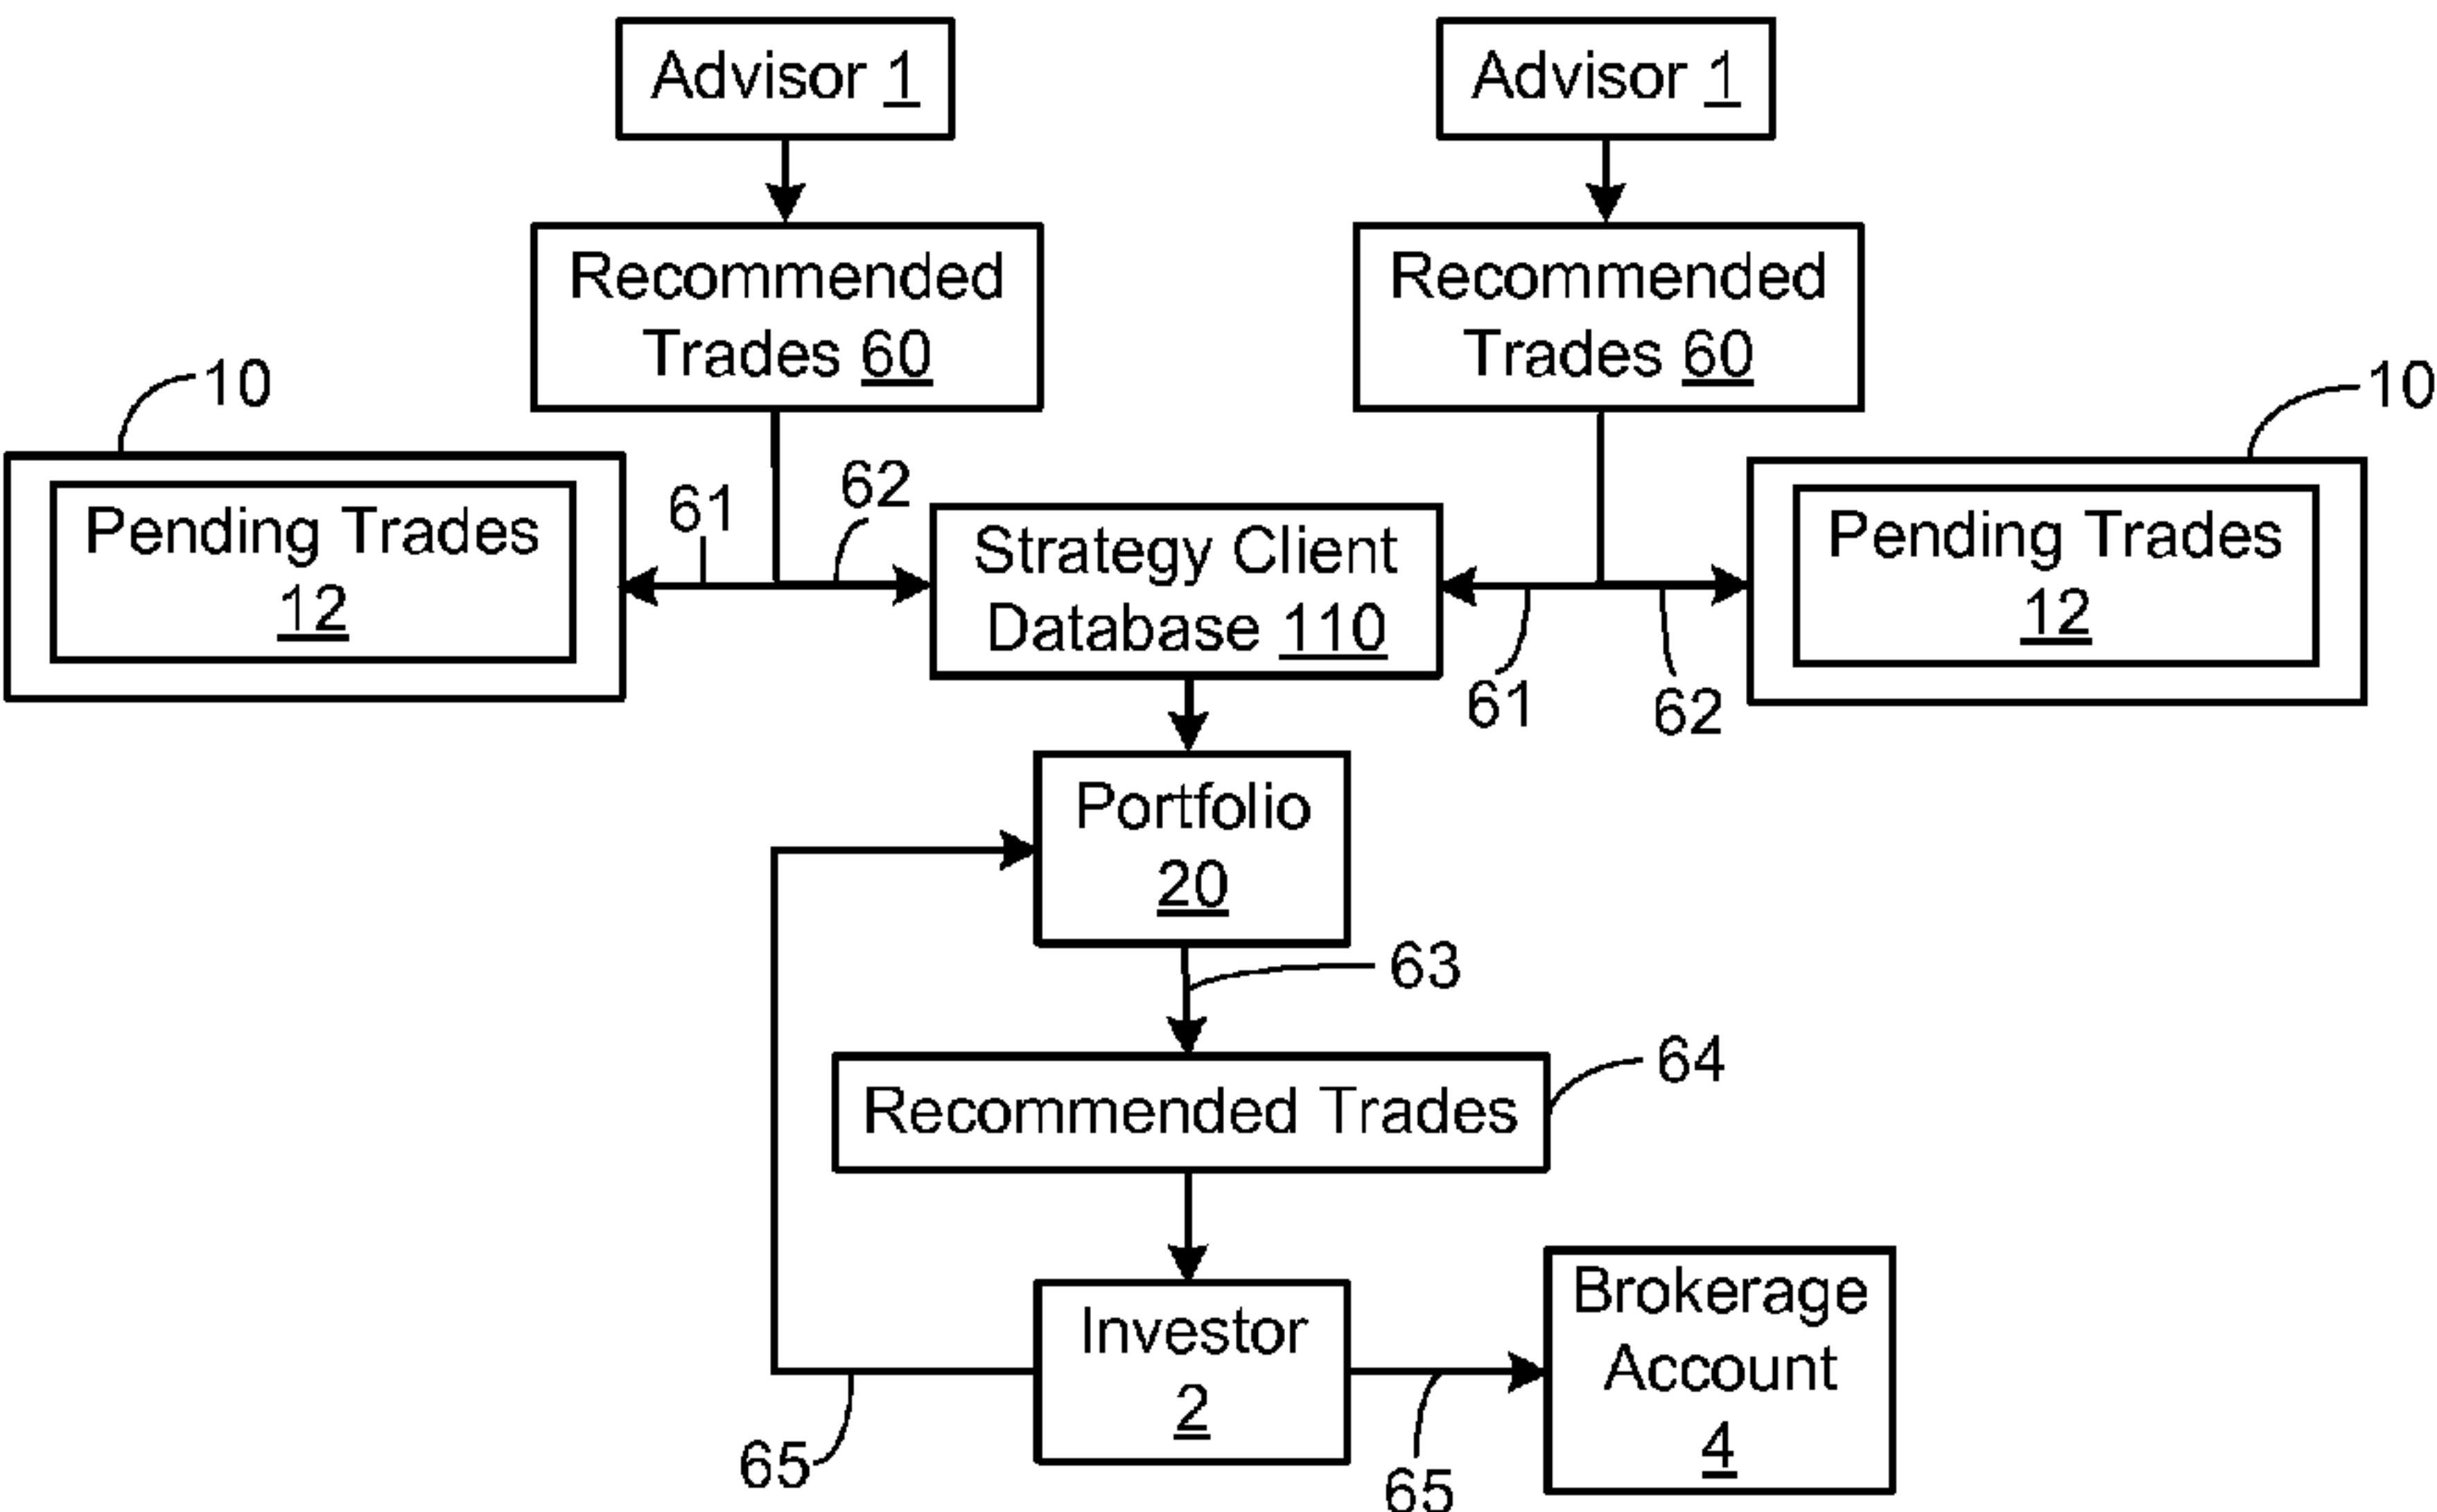 Advisor 1
Advisor 1
Recommended
Trades 60
Recommended
Trades 60
10
10
Pending Trades
12
61
62
Strategy Client
Database 110
61
62
Pending Trades
12
Portfolio
20
63
64
Recommended Trades
Investor
2
Brokerage
Account
4
65
65